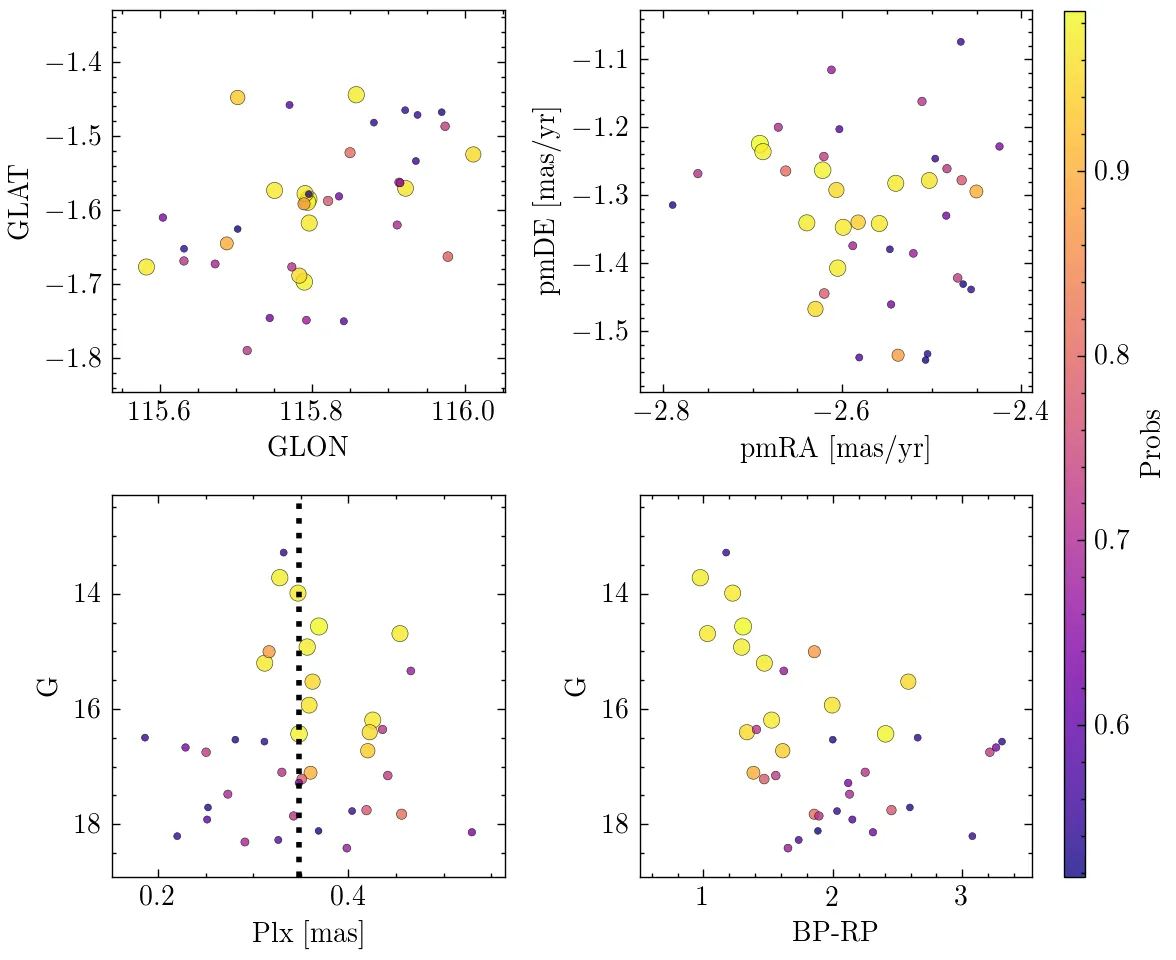 −1.4
−1.5
−1.6
−1.7
−1.8
GLAT
115.6 115.8 116.0
GLON
−1.1
−1.2
−1.3
−1.4
−1.5
pmDE [mas/yr]
−2.8 −2.6 −2.4
pmRA [mas/yr]
0.9
0.8
0.7
0.6
Probs
14
16
18
G
0.2 0.4
Plx [mas]
14
16
18
G
1 2 3
BP-RP